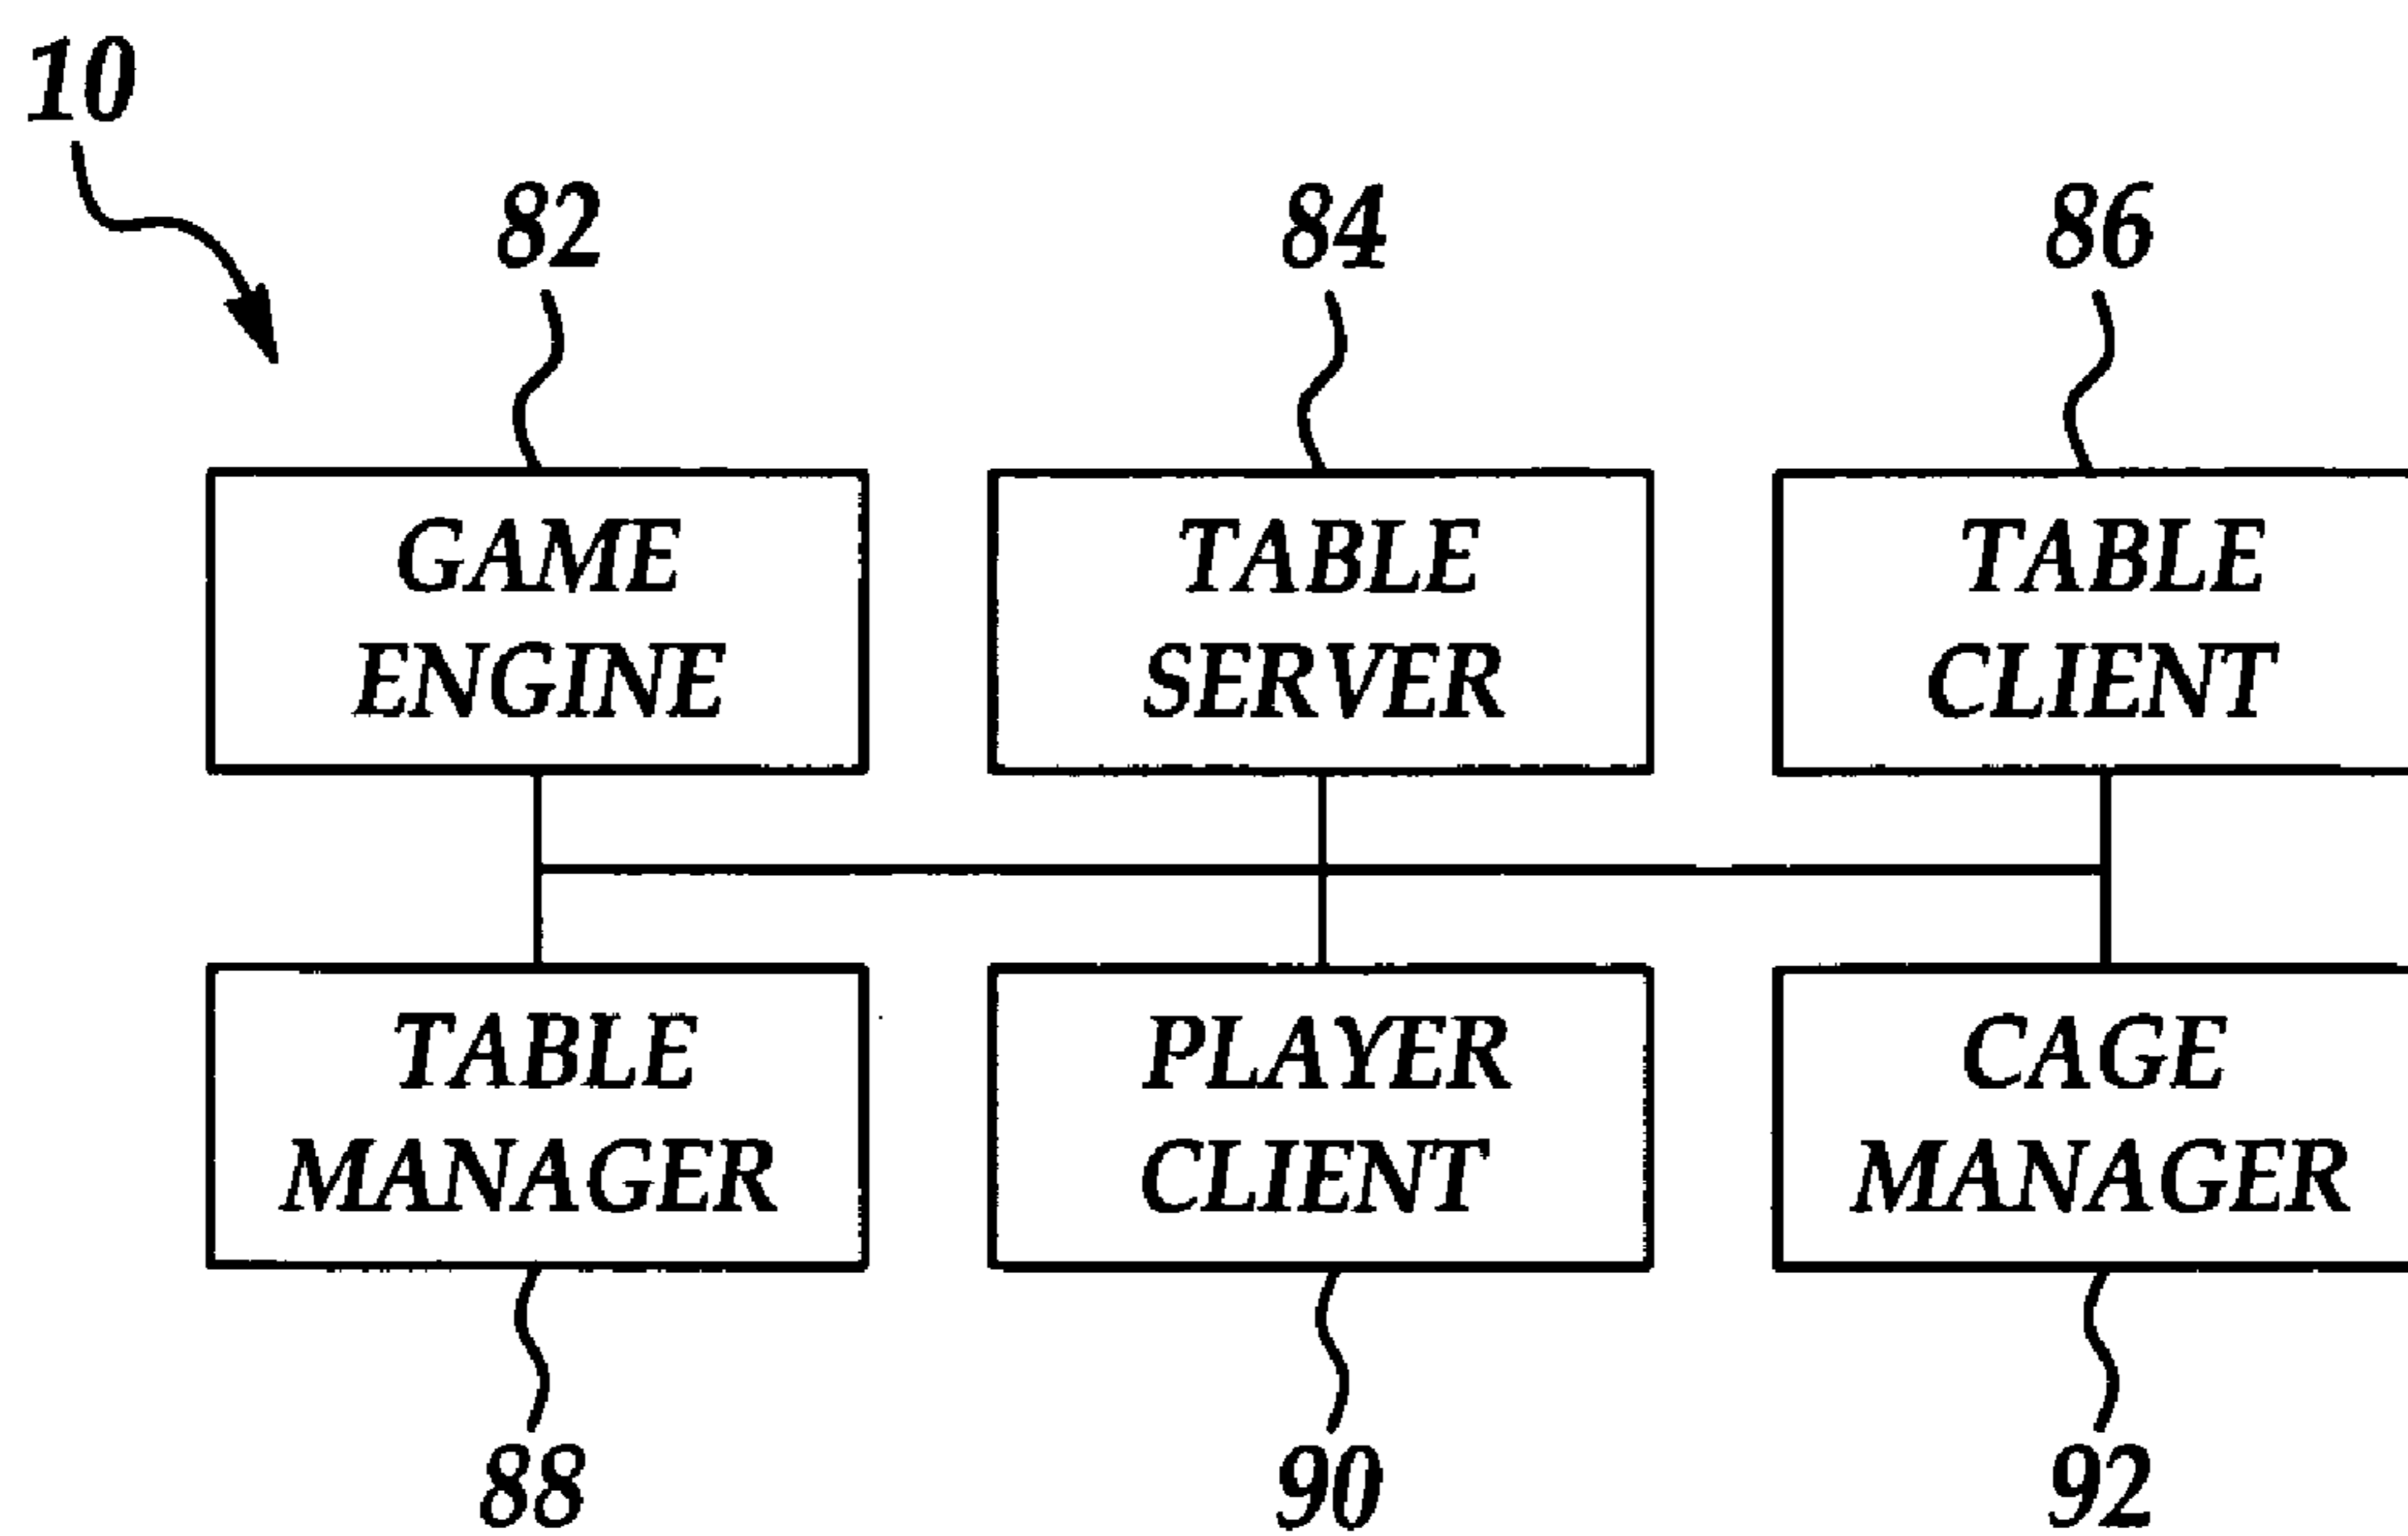 10
82
84
86
GAME
ENGINE
TABLE
SERVER
TABLE
CLIENT
TABLE
MANAGER
PLAYER
CLIENT
CAGE
MANAGER
88
90
92